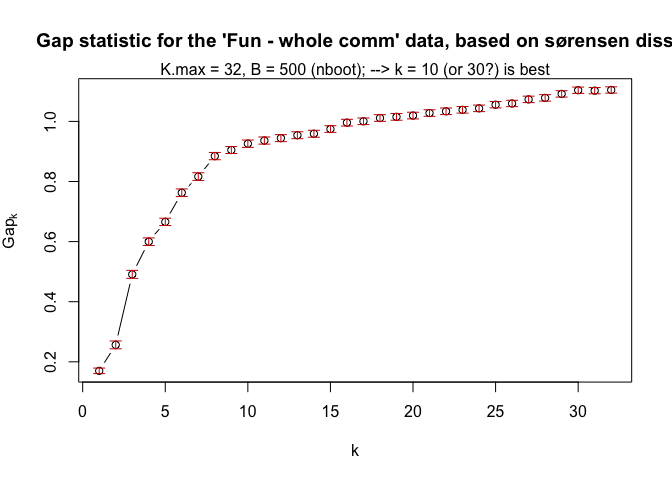 Gap statistic for the 'Fun - whole comm' data, based on sørensen diss
K.max = 32, B = 500 (nboot); --> k = 10 (or 30?) is best
Gapₖ
1.0
0.8
0.6
0.4
0.2
0 5 10 15 20 25 30
k